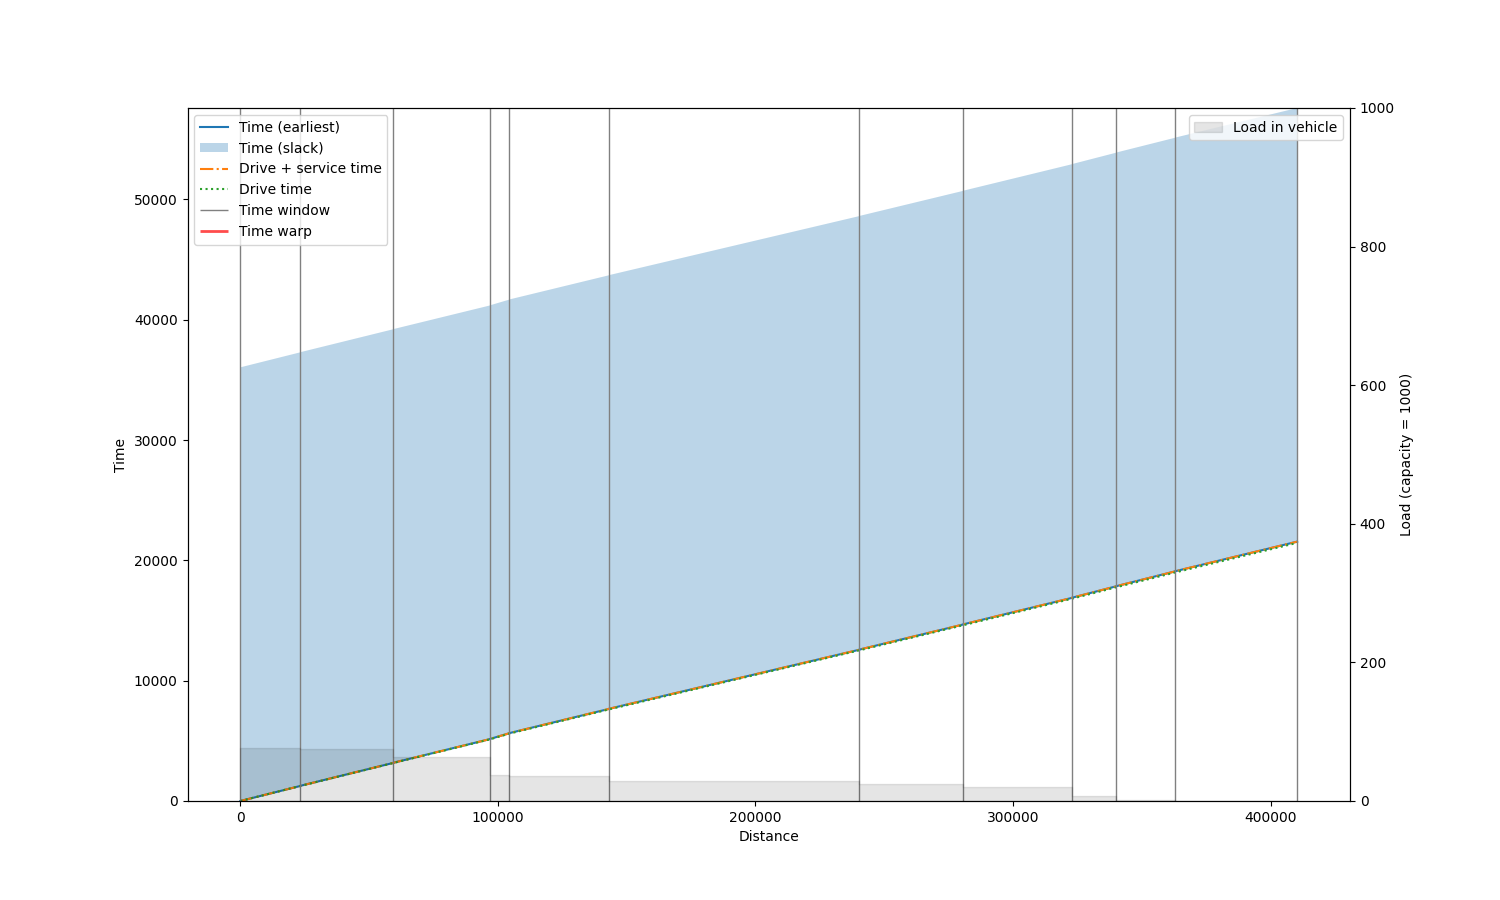 Time (earliest)
Time (slack)
Drive + service time
Drive time
Time window
Time warp
Load in vehicle
Time
0
10000
20000
30000
40000
50000
0
100000
200000
300000
400000
Distance
0
200
400
600
800
1000
Load (capacity = 1000)